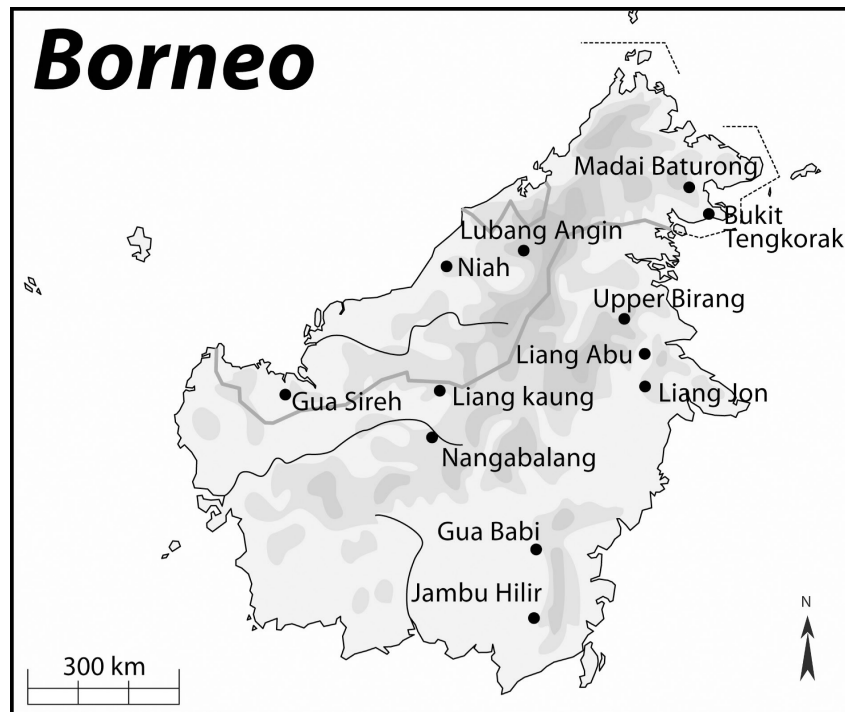 Borneo
Madai Baturong
Bukit
Tengkorak
Lubang Angin
Niah
Upper Birang
Liang Abu
Liang Jon
Gua Sireh
Liang kaung
Nangabalang
Gua Babi
Jambu Hilir
N
300 km